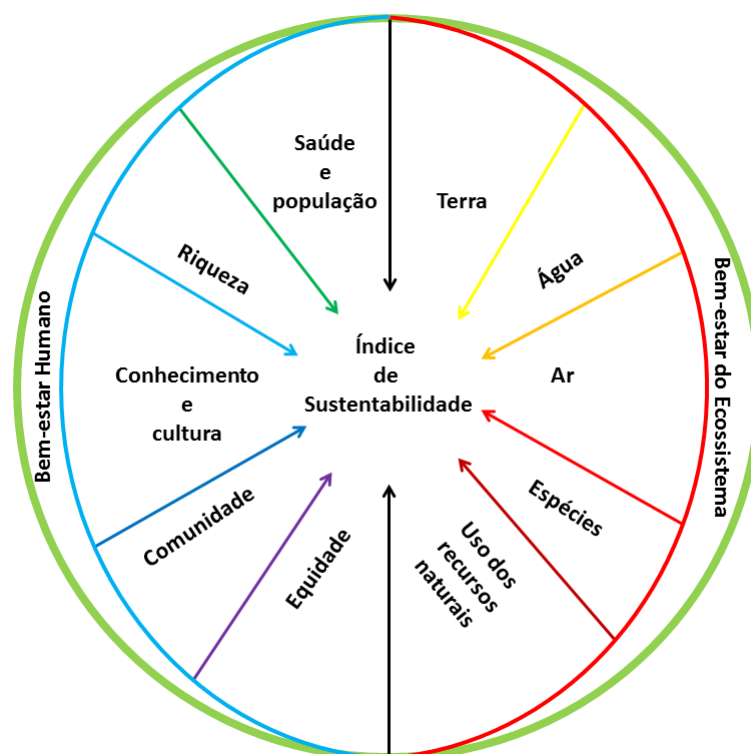 Saúde
e
população
Terra
Riqueza
Água
Bem-estar Humano
Bem-estar do Ecossistema
Índice
de
Sustentabilidade
Conhecimento
e
cultura
Ar
Comunidade
Espécies
Equidade
Uso dos
recursos
naturais